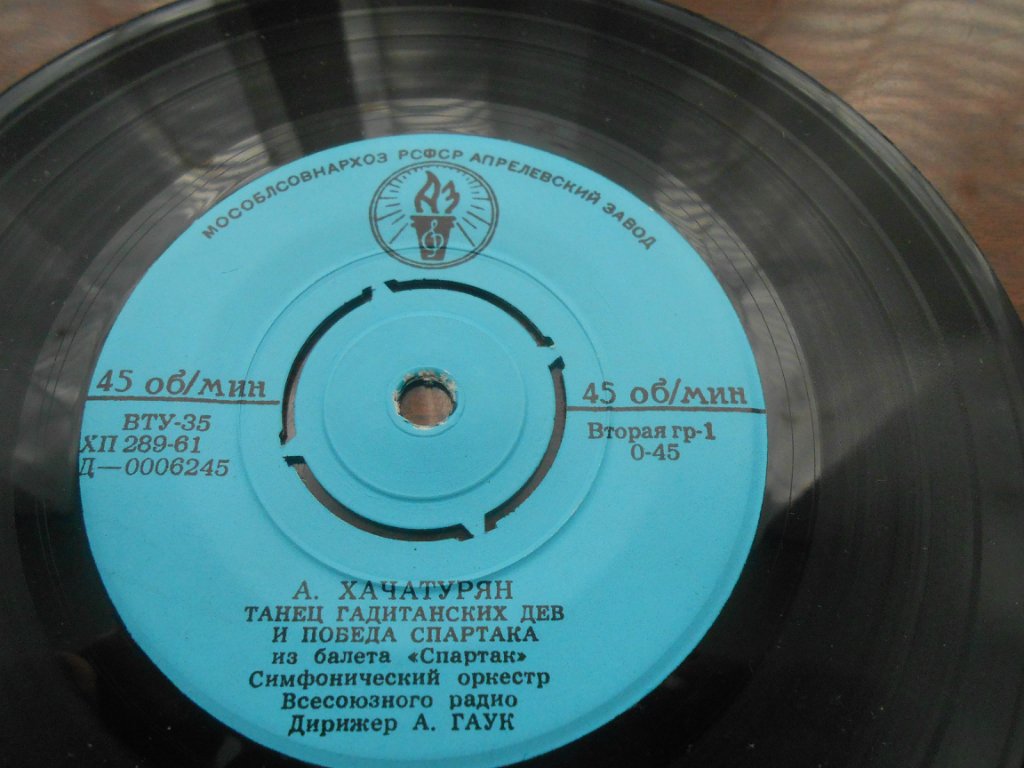 МОСОБЛСОВНАРХОЗ РСФСР АПРЕЛЕВСКИЙ ЗАВОД
АЗ
45 об/мин
ВТУ-35
ХП 289-61
Д—0006245
45 об/мин
Вторая гр-1
0-45
А. ХАЧАТУРЯН
ТАНЕЦ ГАДИТАНСКИХ ДЕВ
И ПОБЕДА СПАРТАКА
из балета «Спартак»
Симфонический оркестр
Всесоюзного радио
Дирижер А. ГАУК